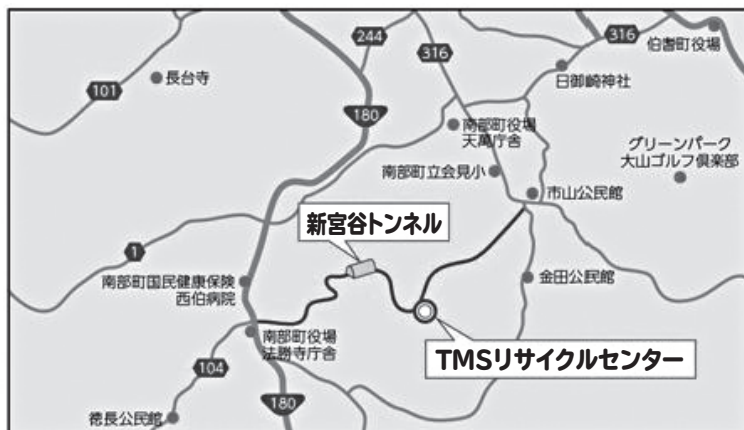 244
316
316
伯耆町役場
101
長台寺
日御崎神社
180
南部町役場
天萬庁舎
グリーンパーク
大山ゴルフ倶楽部
南部町立会見小
市山公民館
新宮谷トンネル
1
南部町国民健康保険
西伯病院
金田公民館
南部町役場
法勝寺庁舎
TMSリサイクルセンター
104
180
徳長公民館